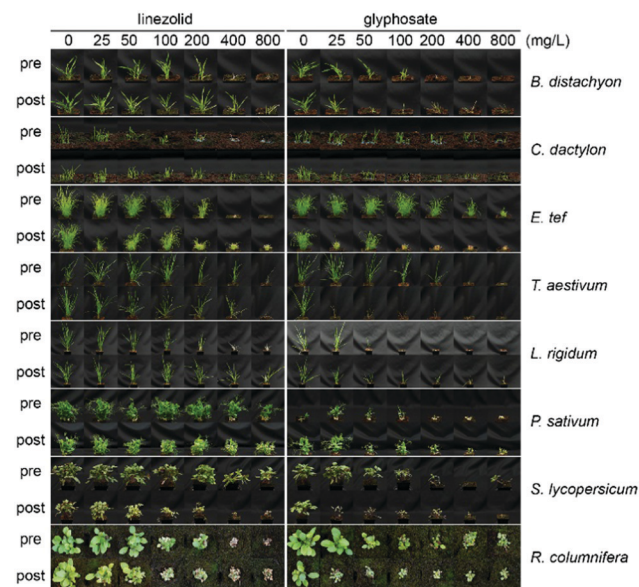 linezolid glyphosate
0 25 50 100 200 400 800 0 25 50 100 200 400 800 (mg/L)
pre
B. distachyon
post
pre
C. dactylon
post
pre
E. tef
post
pre
T. aestivum
post
pre
L. rigidum
post
pre
P. sativum
post
pre
S. lycopersicum
post
pre
R. columnifera
post